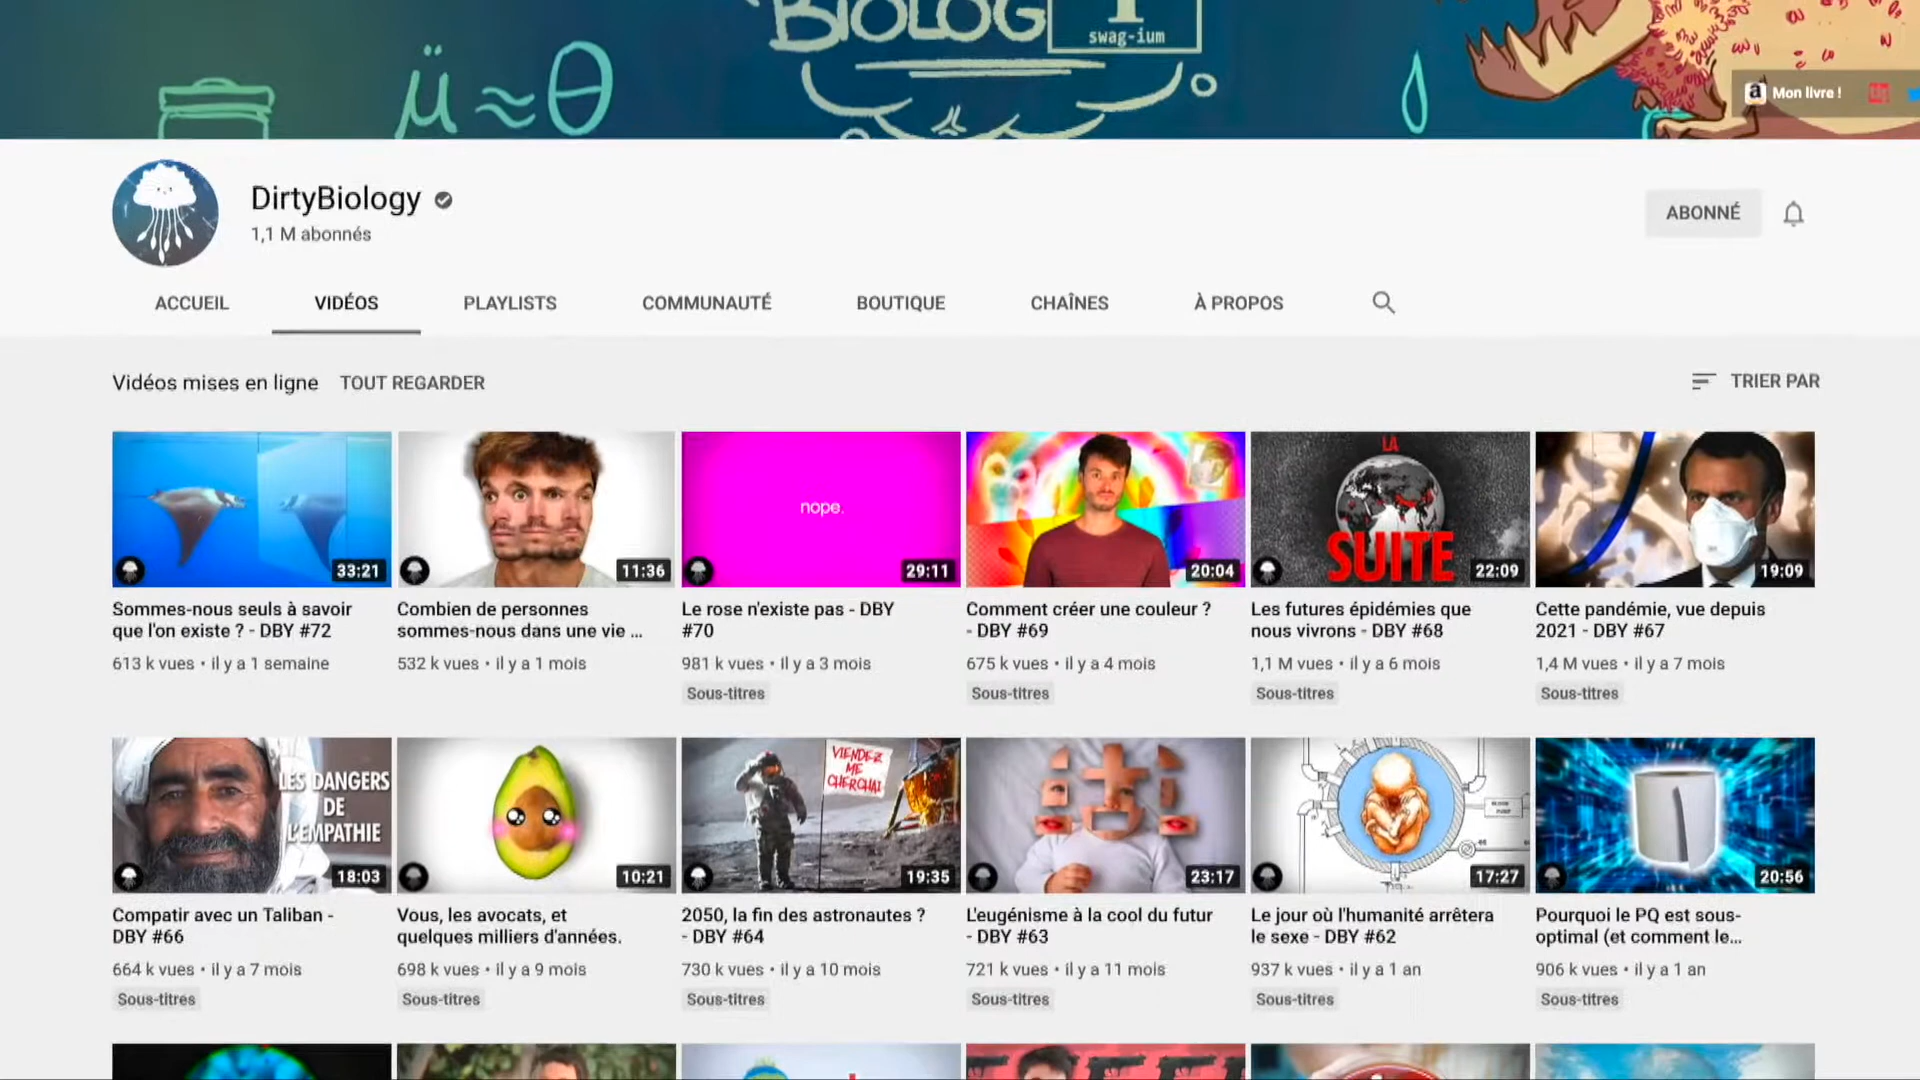 BIOLOG
swag-ium
μ̈ ≈ θ
a Mon livre !
DirtyBiology
1,1 M abonnés
ABONNÉ
ACCUEIL VIDÉOS PLAYLISTS COMMUNAUTÉ BOUTIQUE CHAÎNES À PROPOS
Vidéos mises en ligne TOUT REGARDER
TRIER PAR
33:21
Sommes-nous seuls à savoir
que l'on existe ? - DBY #72
613 k vues • il y a 1 semaine
11:36
Combien de personnes
sommes-nous dans une vie ...
532 k vues • il y a 1 mois
nope.
29:11
Le rose n'existe pas - DBY
#70
981 k vues • il y a 3 mois
Sous-titres
20:04
Comment créer une couleur ?
- DBY #69
675 k vues • il y a 4 mois
Sous-titres
LA
SUITE
22:09
Les futures épidémies que
nous vivrons - DBY #68
1,1 M vues • il y a 6 mois
Sous-titres
19:09
Cette pandémie, vue depuis
2021 - DBY #67
1,4 M vues • il y a 7 mois
Sous-titres
LES DANGERS
DE
L'EMPATHIE
18:03
Compatir avec un Taliban -
DBY #66
664 k vues • il y a 7 mois
Sous-titres
10:21
Vous, les avocats, et
quelques milliers d'années.
698 k vues • il y a 9 mois
Sous-titres
VIENDEZ
ME
CHERCHAI
19:35
2050, la fin des astronautes ?
- DBY #64
730 k vues • il y a 10 mois
Sous-titres
23:17
L'eugénisme à la cool du futur
- DBY #63
721 k vues • il y a 11 mois
Sous-titres
17:27
Le jour où l'humanité arrêtera
le sexe - DBY #62
937 k vues • il y a 1 an
Sous-titres
20:56
Pourquoi le PQ est sous-
optimal (et comment le...
906 k vues • il y a 1 an
Sous-titres